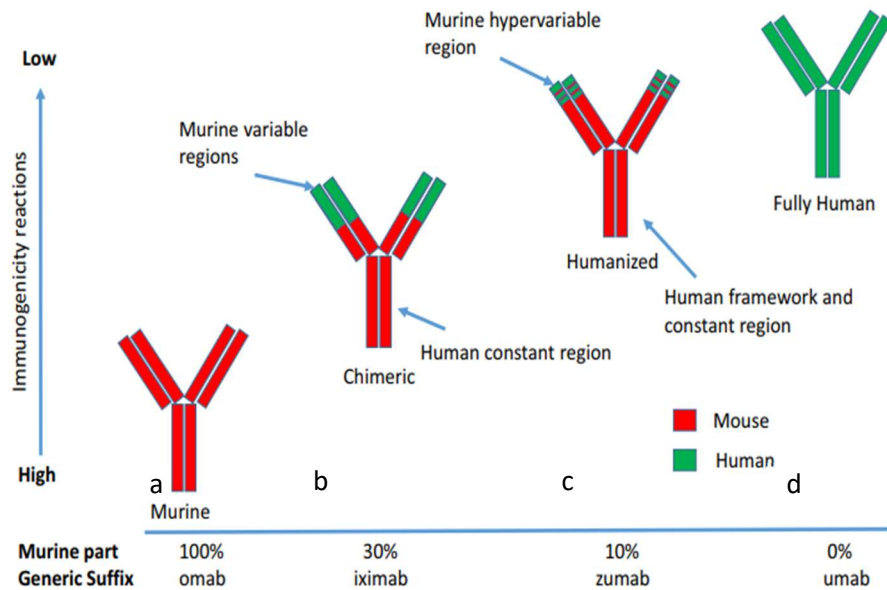 Low
Immunogenicity reactions
High
Murine hypervariable
region
Murine variable
regions
Fully Human
Humanized
Human framework and
constant region
Human constant region
Chimeric
Mouse
Human
a
b
c
d
Murine
Murine part 100% 30% 10% 0%
Generic Suffix omab iximab zumab umab